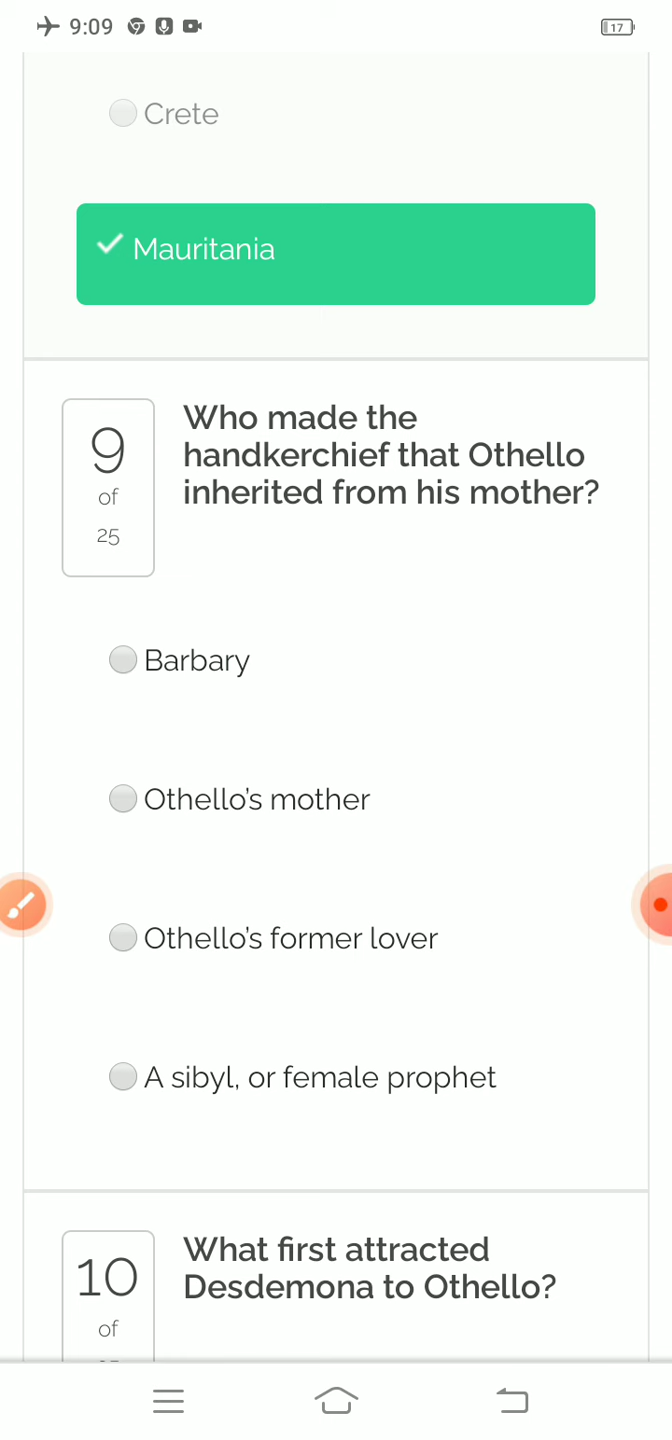 9:09
17
Crete
Mauritania
9
of
25
Who made the
handkerchief that Othello
inherited from his mother?
Barbary
Othello’s mother
Othello’s former lover
A sibyl, or female prophet
10
of
What first attracted
Desdemona to Othello?